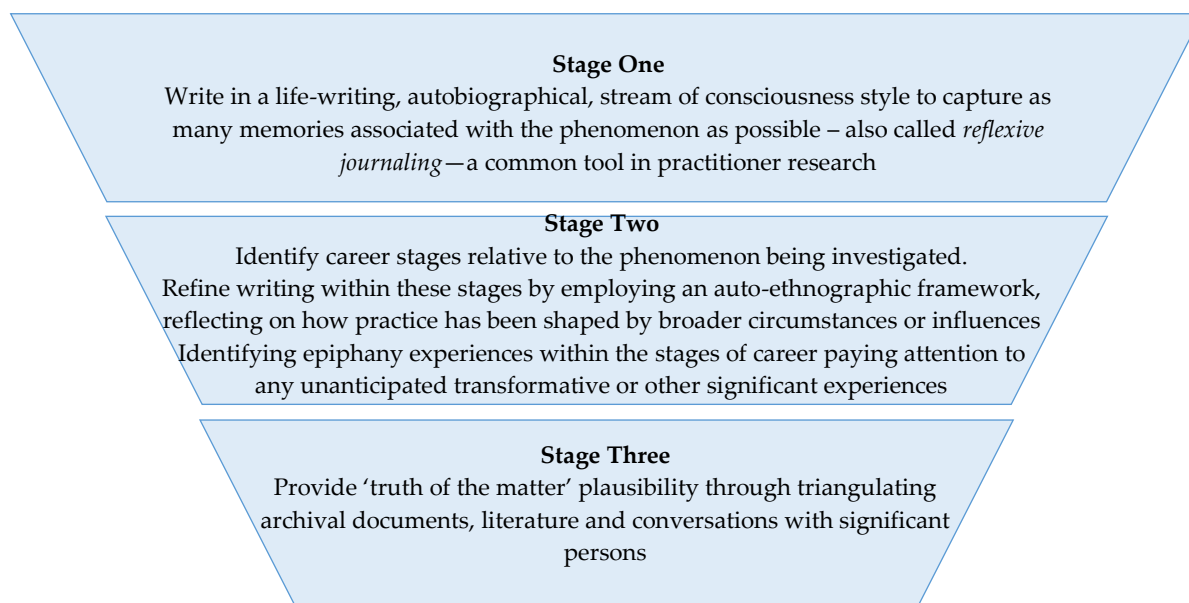 Stage One
Write in a life-writing, autobiographical, stream of consciousness style to capture as
many memories associated with the phenomenon as possible – also called reflexive
journaling—a common tool in practitioner research
Stage Two
Identify career stages relative to the phenomenon being investigated.
Refine writing within these stages by employing an auto-ethnographic framework,
reflecting on how practice has been shaped by broader circumstances or influences
Identifying epiphany experiences within the stages of career paying attention to
any unanticipated transformative or other significant experiences
Stage Three
Provide ‘truth of the matter’ plausibility through triangulating
archival documents, literature and conversations with significant
persons